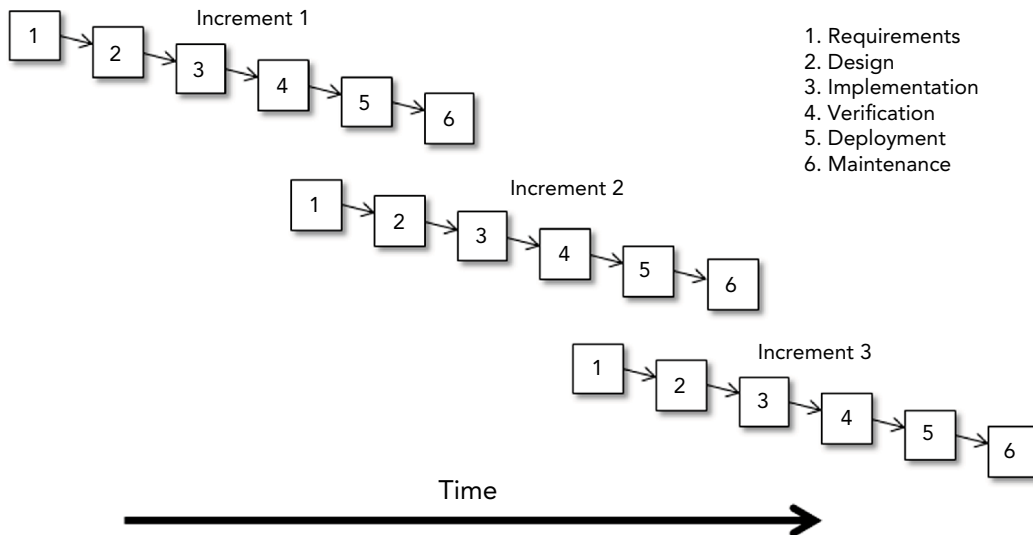 Increment 1
1
2
3
4
5
6
1. Requirements
2. Design
3. Implementation
4. Verification
5. Deployment
6. Maintenance
Increment 2
1
2
3
4
5
6
Increment 3
1
2
3
4
5
6
Time